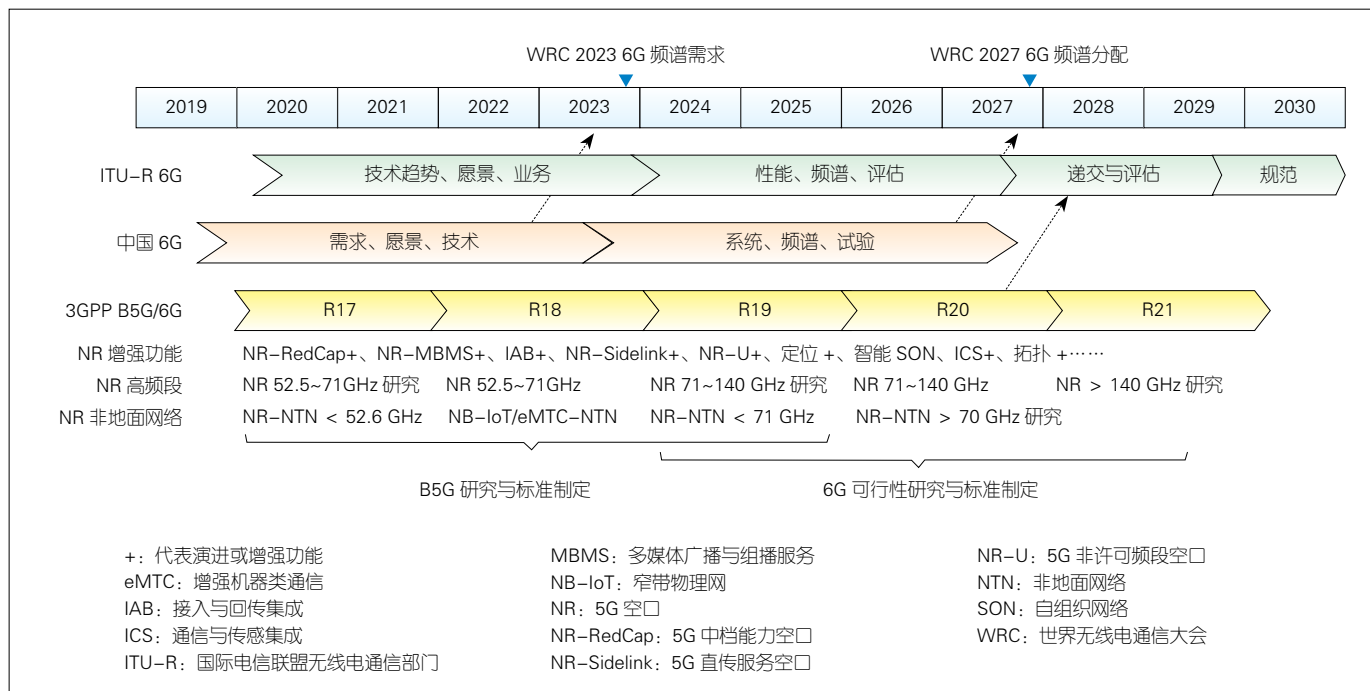 WRC 2023 6G 频谱需求 WRC 2027 6G 频谱分配
2019 2020 2021 2022 2023 2024 2025 2026 2027 2028 2029 2030
ITU-R 6G 技术趋势、愿景、业务 性能、频谱、评估 递交与评估 规范
中国 6G 需求、愿景、技术 系统、频谱、试验
3GPP B5G/6G R17 R18 R19 R20 R21
NR 增强功能 NR-RedCap+、NR-MBMS+、IAB+、NR-Sidelink+、NR-U+、定位 +、智能 SON、ICS+、拓扑 +……
NR 高频段 NR 52.5~71GHz 研究 NR 52.5~71GHz NR 71~140 GHz 研究 NR 71~140 GHz NR > 140 GHz 研究
NR 非地面网络 NR-NTN < 52.6 GHz NB-IoT/eMTC-NTN NR-NTN < 71 GHz NR-NTN > 70 GHz 研究
B5G 研究与标准制定 6G 可行性研究与标准制定
+：代表演进或增强功能
eMTC：增强机器类通信
IAB：接入与回传集成
ICS：通信与传感集成
ITU-R：国际电信联盟无线电通信部门
MBMS：多媒体广播与组播服务
NB-IoT：窄带物理网
NR：5G 空口
NR-RedCap：5G 中档能力空口
NR-Sidelink：5G 直传服务空口
NR-U：5G 非许可频段空口
NTN：非地面网络
SON：自组织网络
WRC：世界无线电通信大会